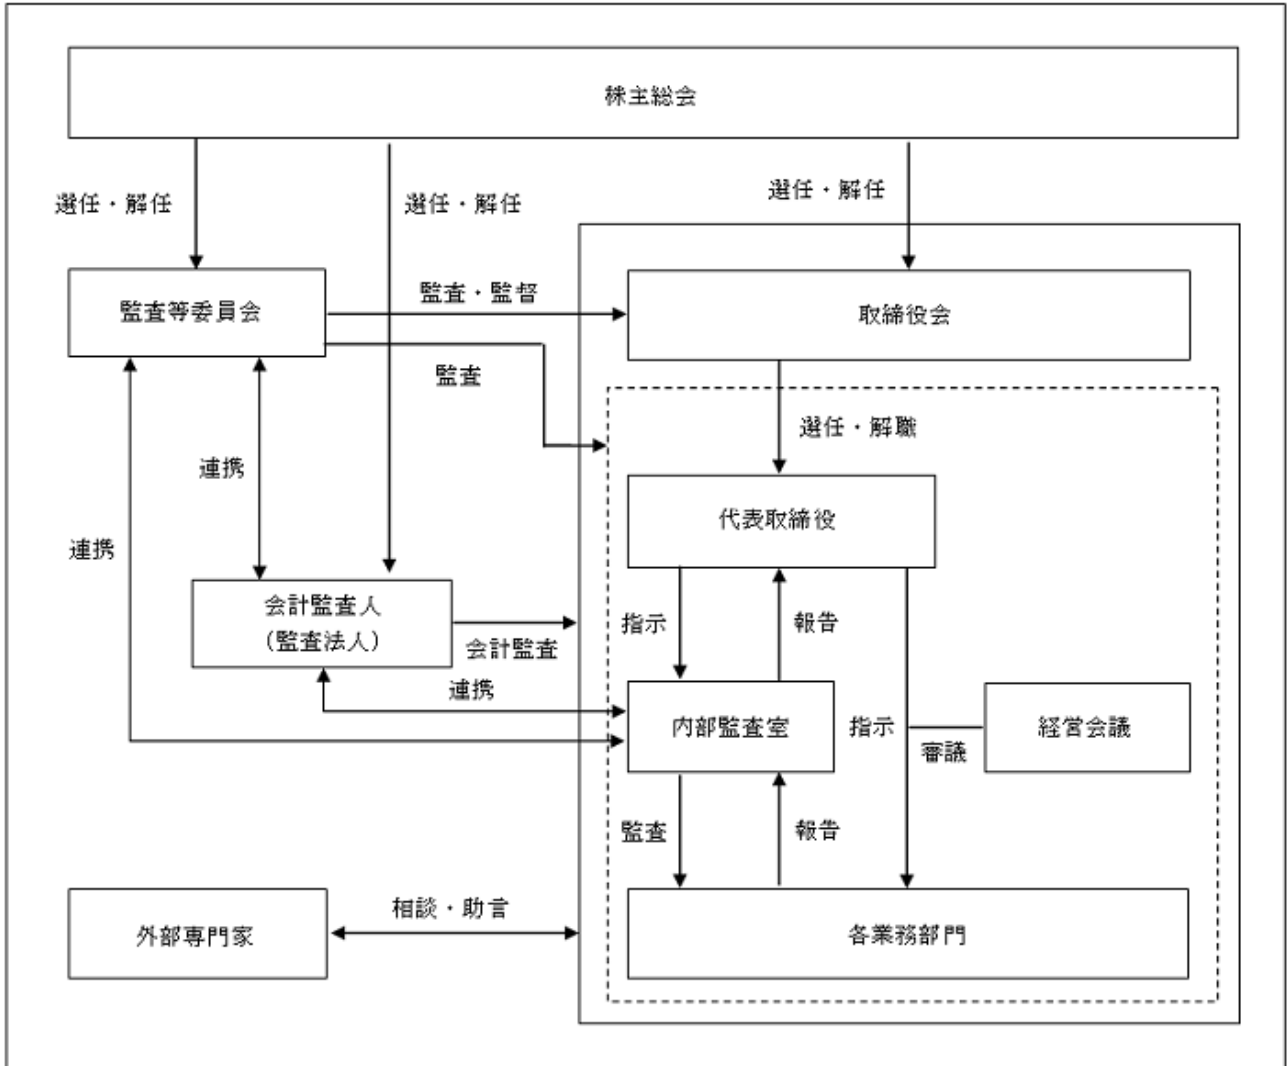 株主総会
選任・解任
選任・解任
選任・解任
監査等委員会
監査・監督
取締役会
監査
選任・解職
連携
代表取締役
連携
会計監査人
（監査法人）
会計監査
指示
報告
連携
内部監査室
指示
審議
経営会議
監査
報告
外部専門家
相談・助言
各業務部門